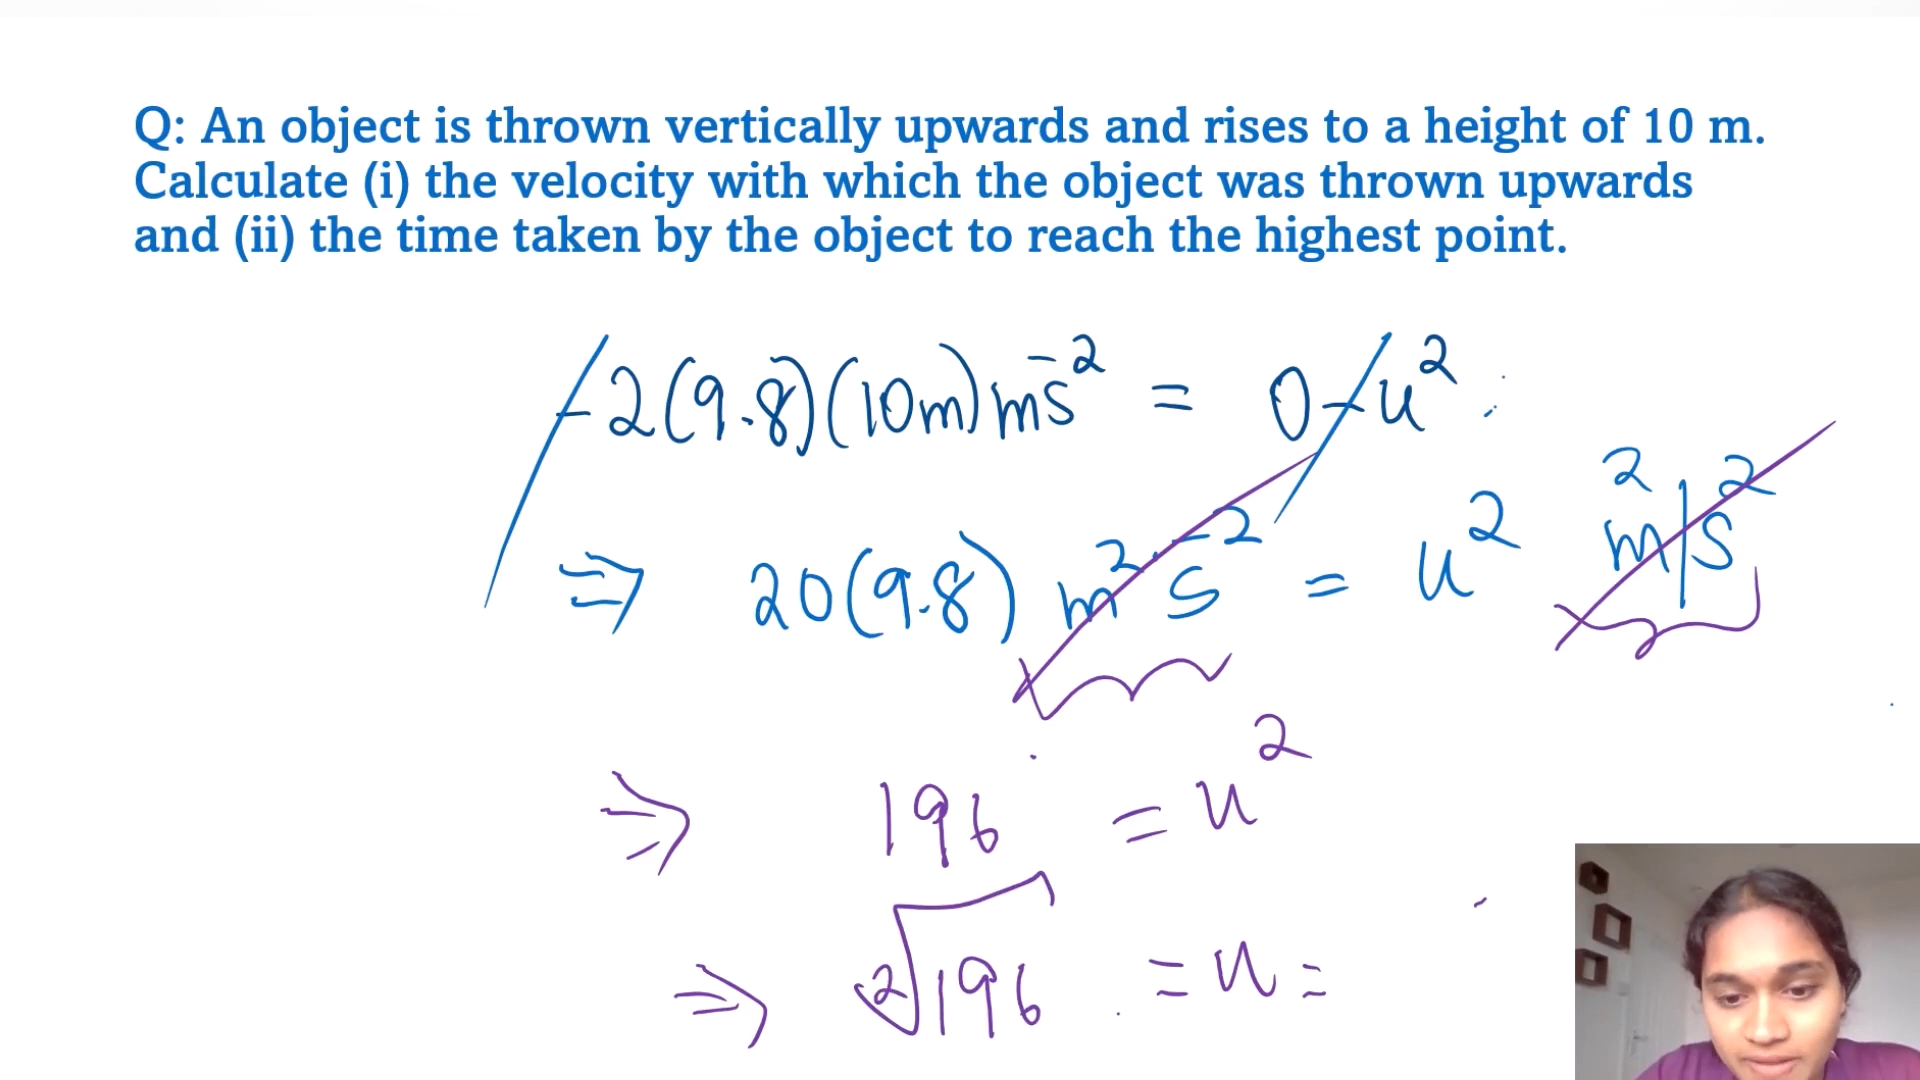 Q: An object is thrown vertically upwards and rises to a height of 10 m.
Calculate (i) the velocity with which the object was thrown upwards
and (ii) the time taken by the object to reach the highest point.
-2(9.8)(10m)ms⁻² = 0-u²
⇒ 20(9.8) m² s⁻² = u² m²/s²
⇒ 196 = u²
⇒ ²√196 = u =